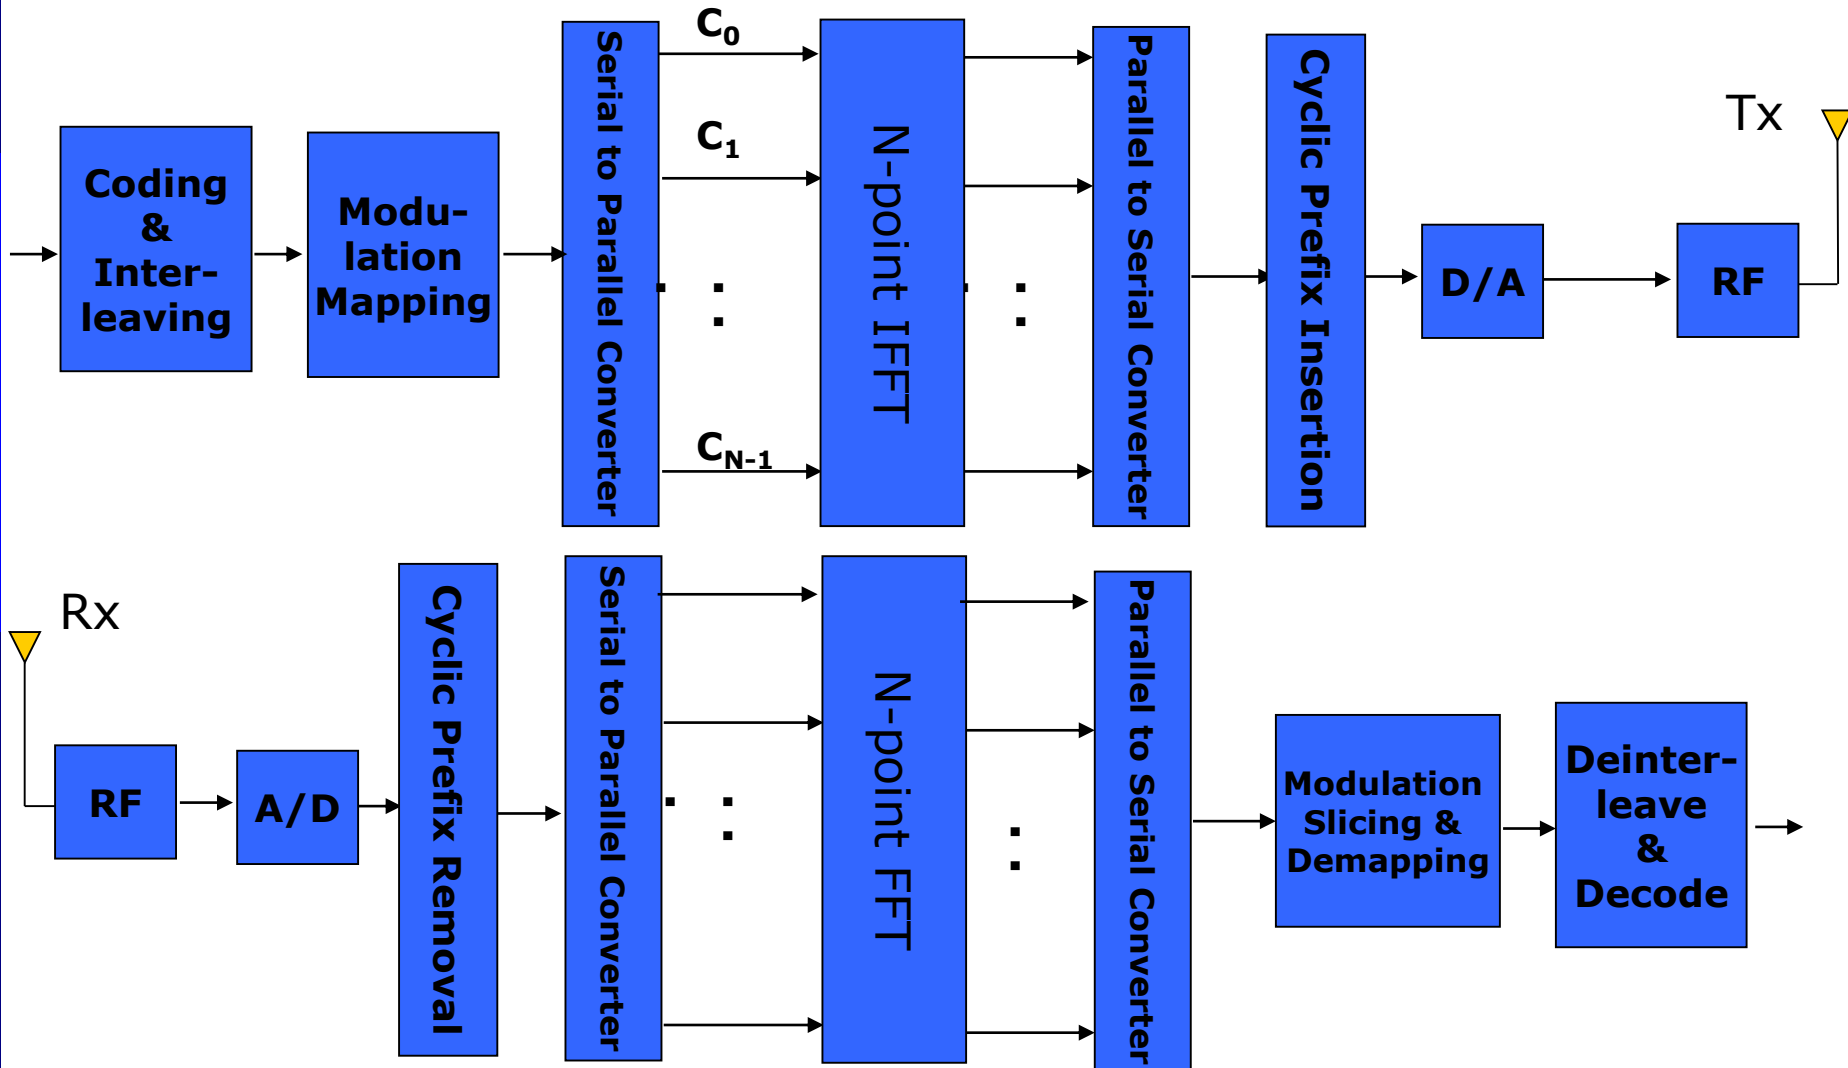 Coding
&
Inter-
leaving
Modu-
lation
Mapping
Serial to Parallel Converter
C0
C1
CN-1
N-point IFFT
Parallel to Serial Converter
Cyclic Prefix Insertion
D/A
RF
Tx
Rx
RF
A/D
Cyclic Prefix Removal
Serial to Parallel Converter
N-point FFT
Parallel to Serial Converter
Modulation
Slicing &
Demapping
Deinter-
leave
&
Decode